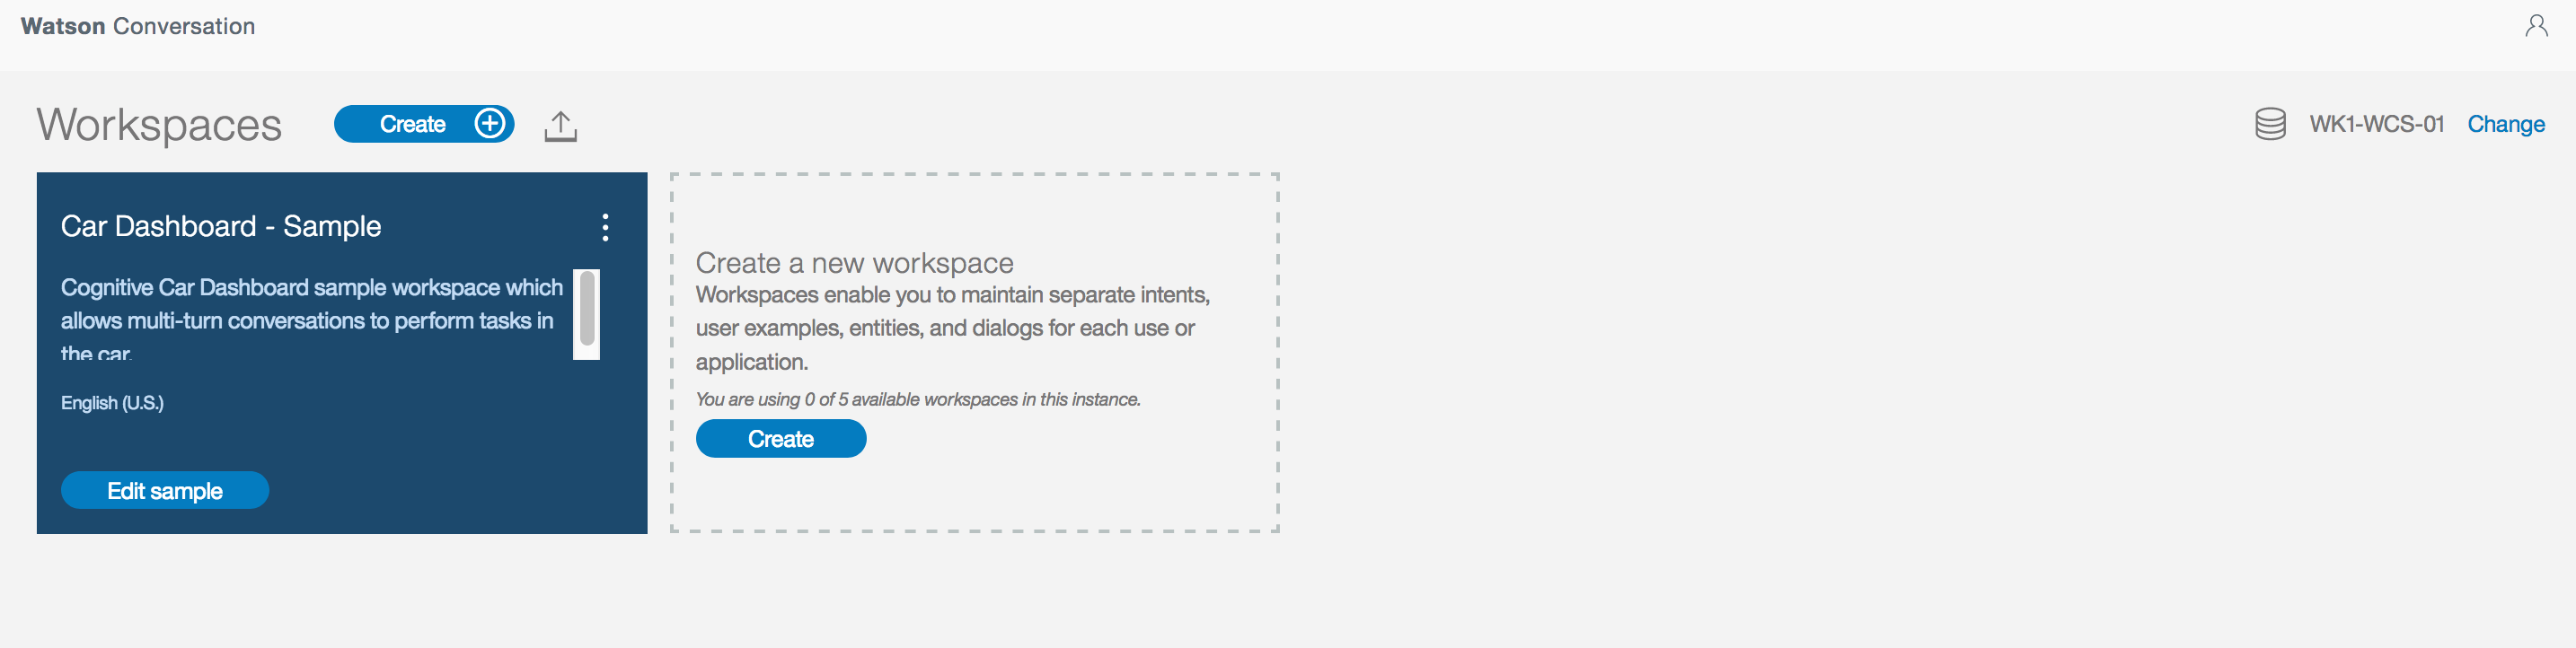 Watson Conversation
Workspaces
Create
WK1-WCS-01
Change
Car Dashboard - Sample
Cognitive Car Dashboard sample workspace which
allows multi-turn conversations to perform tasks in
the car.
English (U.S.)
Edit sample
Create a new workspace
Workspaces enable you to maintain separate intents,
user examples, entities, and dialogs for each use or
application.
You are using 0 of 5 available workspaces in this instance.
Create